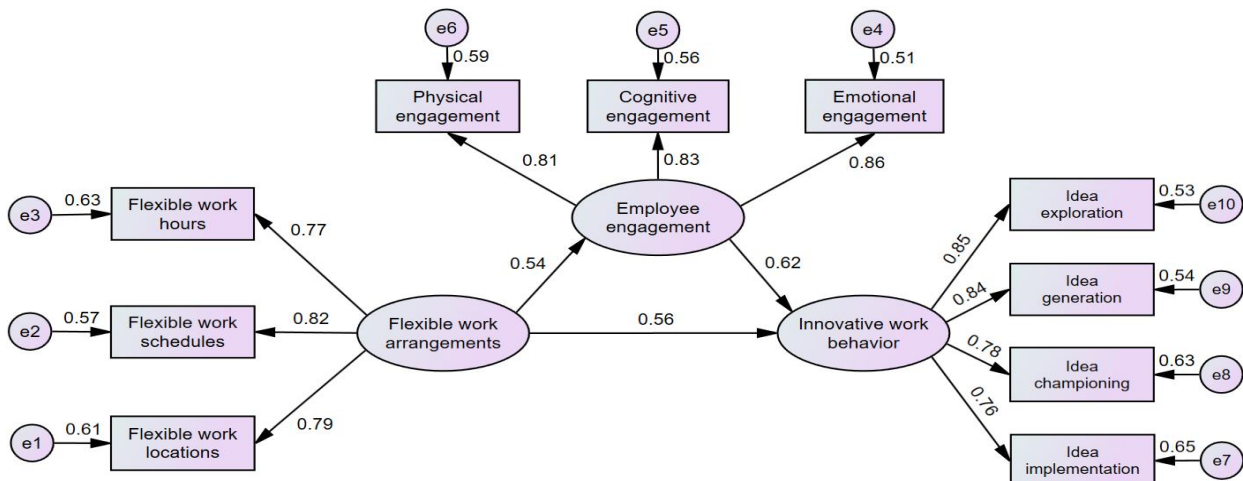 e6
e5
e4
0.59
0.56
0.51
Physical
engagement
Cognitive
engagement
Emotional
engagement
0.81
0.83
0.86
e3
0.63
Flexible work
hours
0.77
Employee
engagement
Idea
exploration
0.53
e10
0.85
0.54
0.62
Idea
generation
0.54
e9
0.84
e2
0.57
Flexible work
schedules
0.82
Flexible work
arrangements
0.56
Innovative work
behavior
0.78
Idea
championing
0.63
e8
0.76
e1
0.61
Flexible work
locations
0.79
Idea
implementation
0.65
e7